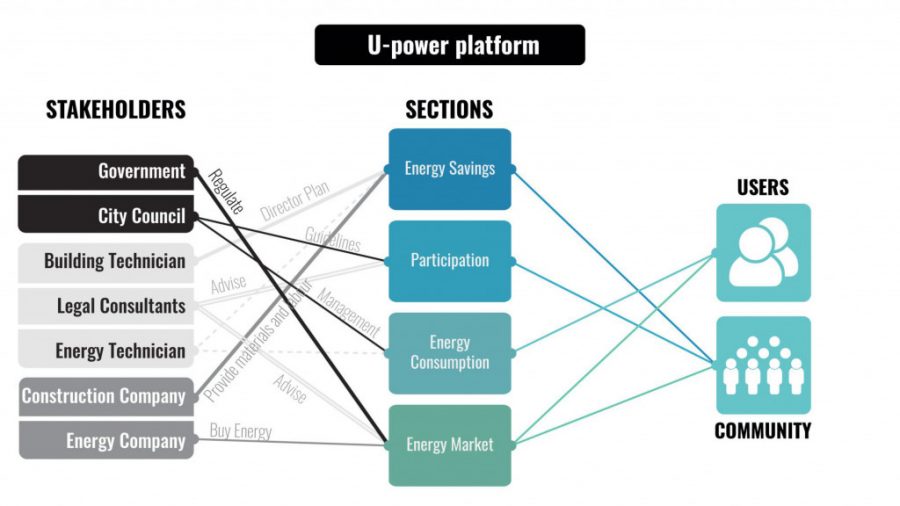 U-power platform
STAKEHOLDERS
Government
City Council
Building Technician
Legal Consultants
Energy Technician
Construction Company
Energy Company
Regulate
Director Plan
Guidelines
Advise
Management
Provide materials and labour
Advise
Buy Energy
SECTIONS
Energy Savings
Participation
Energy
Consumption
Energy Market
USERS
COMMUNITY